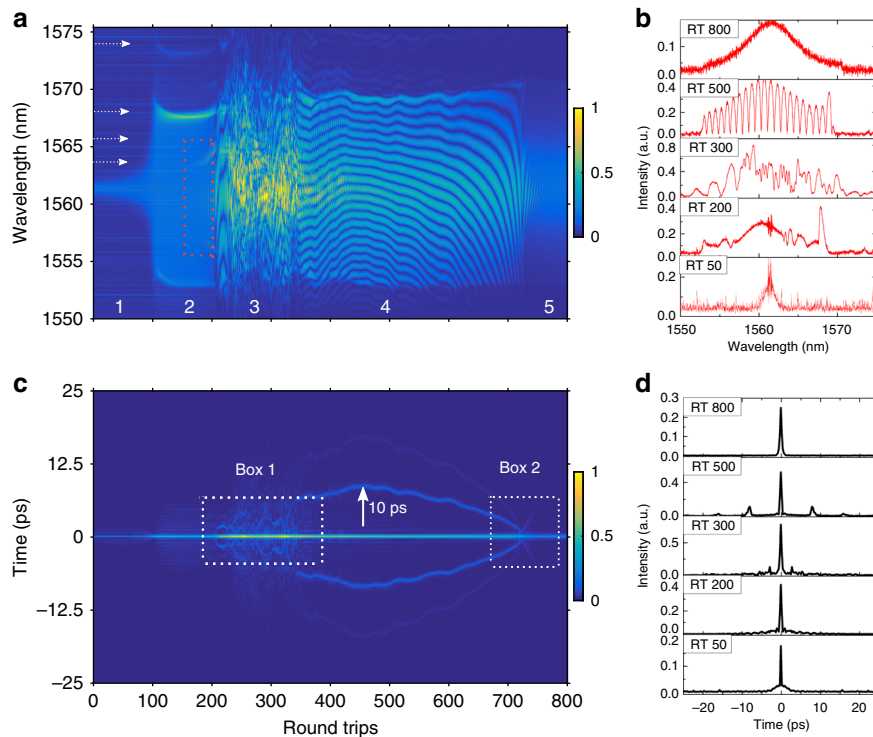 a
Wavelength (nm)
1575
1570
1565
1560
1555
1550
1 2 3 4 5
1
0.5
0
b
Intensity (a.u.)
RT 800
0.1
0.0
RT 500
0.4
0.2
0.0
RT 300
0.4
0.2
0.0
RT 200
0.4
0.2
0.0
RT 50
0.2
0.0
1550 1560 1570
Wavelength (nm)
c
Time (ps)
25
12.5
0
−12.5
−25
Box 1
Box 2
10 ps
1
0.5
0
0 100 200 300 400 500 600 700 800
Round trips
d
Intensity (a.u.)
RT 800
0.3
0.2
0.1
0.0
RT 500
0.4
0.2
0.0
RT 300
0.6
0.3
0.0
RT 200
0.4
0.2
0.0
RT 50
0.2
0.1
0.0
−20 −10 0 10 20
Time (ps)